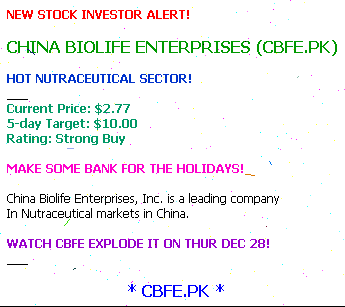 NEW STOCK INVESTOR ALERT!
CHINA BIOLIFE ENTERPRISES (CBFE.PK)
HOT NUTRACEUTICAL SECTOR!
Current Price: $2.77
5-day Target: $10.00
Rating: Strong Buy
MAKE SOME BANK FOR THE HOLIDAYS!
China Biolife Enterprises, Inc. is a leading company
In Nutraceutical markets in China.
WATCH CBFE EXPLODE IT ON THUR DEC 28!
* CBFE.PK *